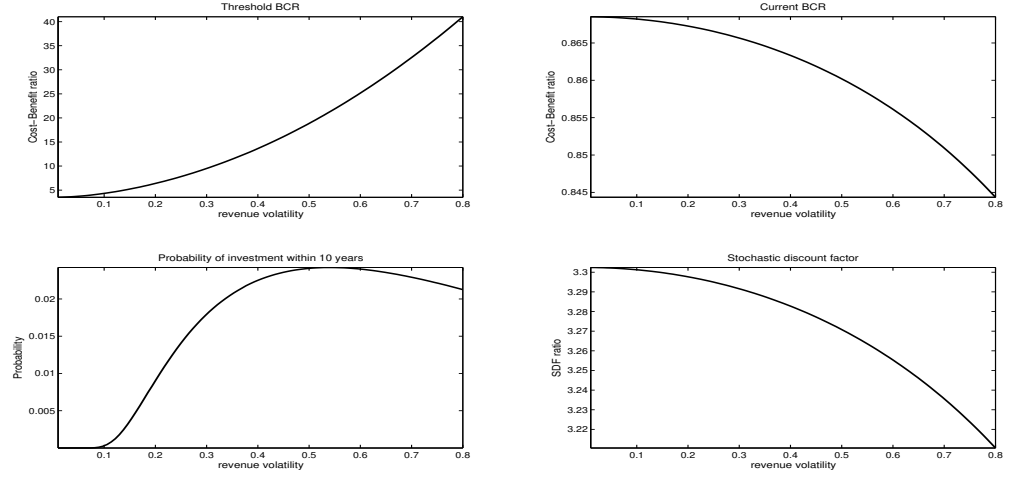 Threshold BCR
Cost-Benefit ratio
40
35
30
25
20
15
10
5
0.1 0.2 0.3 0.4 0.5 0.6 0.7 0.8
revenue volatility
Current BCR
Cost-Benefit ratio
0.865
0.86
0.855
0.85
0.845
0.1 0.2 0.3 0.4 0.5 0.6 0.7 0.8
revenue volatility
Probability of investment within 10 years
Probability
0.02
0.015
0.01
0.005
0.1 0.2 0.3 0.4 0.5 0.6 0.7 0.8
revenue volatility
Stochastic discount factor
SDF ratio
3.3
3.29
3.28
3.27
3.26
3.25
3.24
3.23
3.22
0.1 0.2 0.3 0.4 0.5 0.6 0.7 0.8
revenue volatility